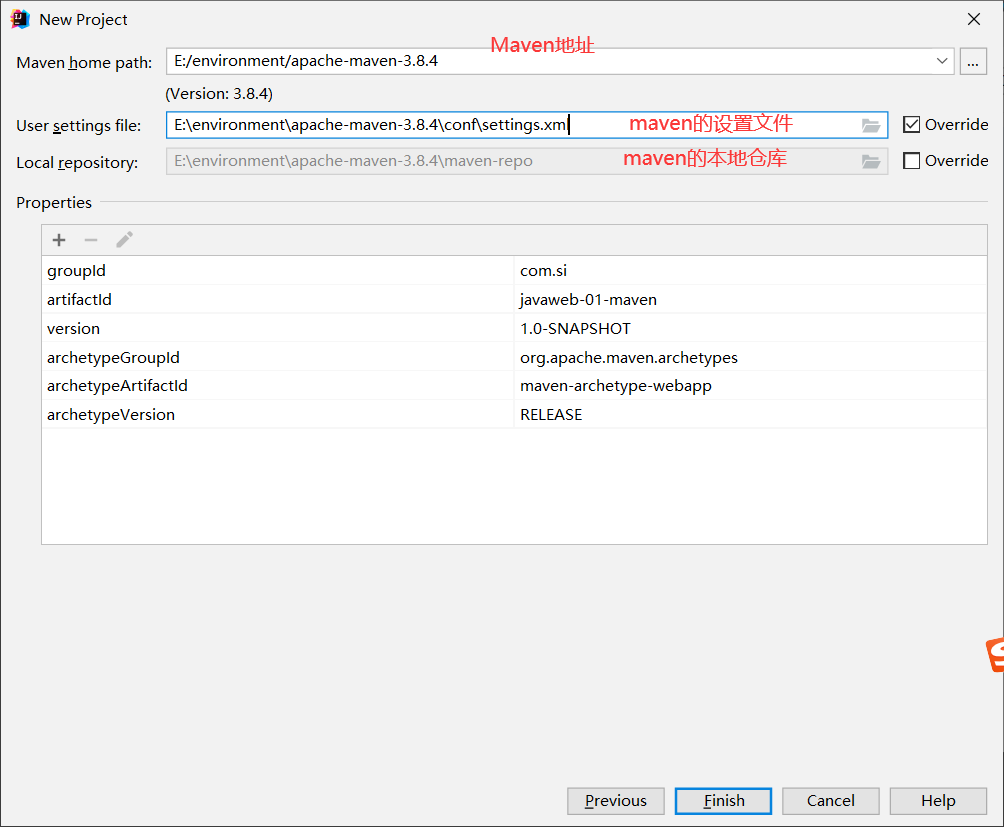 New Project
Maven地址
Maven home path: E:/environment/apache-maven-3.8.4 ...
(Version: 3.8.4)
User settings file: E:\environment\apache-maven-3.8.4\conf\settings.xml maven的设置文件 Override
Local repository: E:\environment\apache-maven-3.8.4\maven-repo maven的本地仓库 Override
Properties
groupId com.si
artifactId javaweb-01-maven
version 1.0-SNAPSHOT
archetypeGroupId org.apache.maven.archetypes
archetypeArtifactId maven-archetype-webapp
archetypeVersion RELEASE
Previous Finish Cancel Help